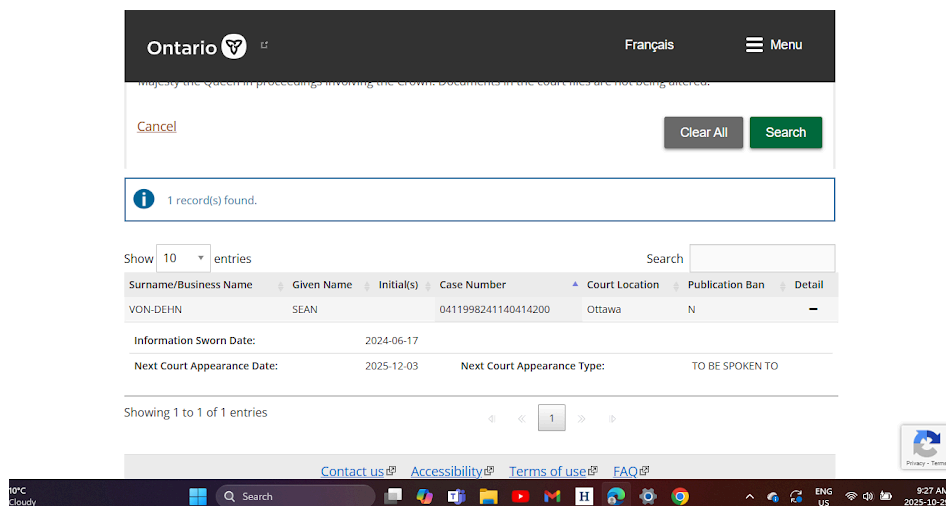 Ontario Français Menu
Majesty the Queen in proceedings involving the Crown. Documents in the court files are not being altered.
Cancel Clear All Search
1 record(s) found.
Show 10 entries Search
Surname/Business Name Given Name Initial(s) Case Number Court Location Publication Ban Detail
VON-DEHN SEAN 0411998241140414200 Ottawa N
Information Sworn Date: 2024-06-17
Next Court Appearance Date: 2025-12-03 Next Court Appearance Type: TO BE SPOKEN TO
Showing 1 to 1 of 1 entries 1
Privacy - Terms
Contact us Accessibility Terms of use FAQ
10°C ENG 9:27 AM
Cloudy Search US 2025-10-29